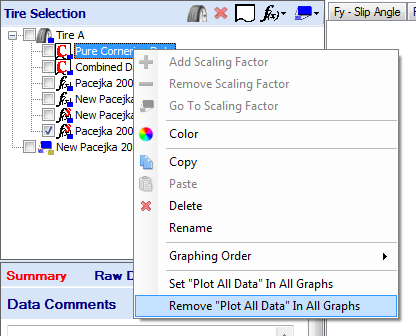 Tire Selection
f(x)
Fy - Slip Angle
Tire A
Pure Corner
Combined D
Pacejka 200
New Pacejka
New Pacejka
Pacejka 200
New Pacejka 20
Add Scaling Factor
Remove Scaling Factor
Go To Scaling Factor
Color
Copy
Paste
Delete
Rename
Graphing Order
Set "Plot All Data" In All Graphs
Remove "Plot All Data" In All Graphs
Summary
Raw D
Data Comments